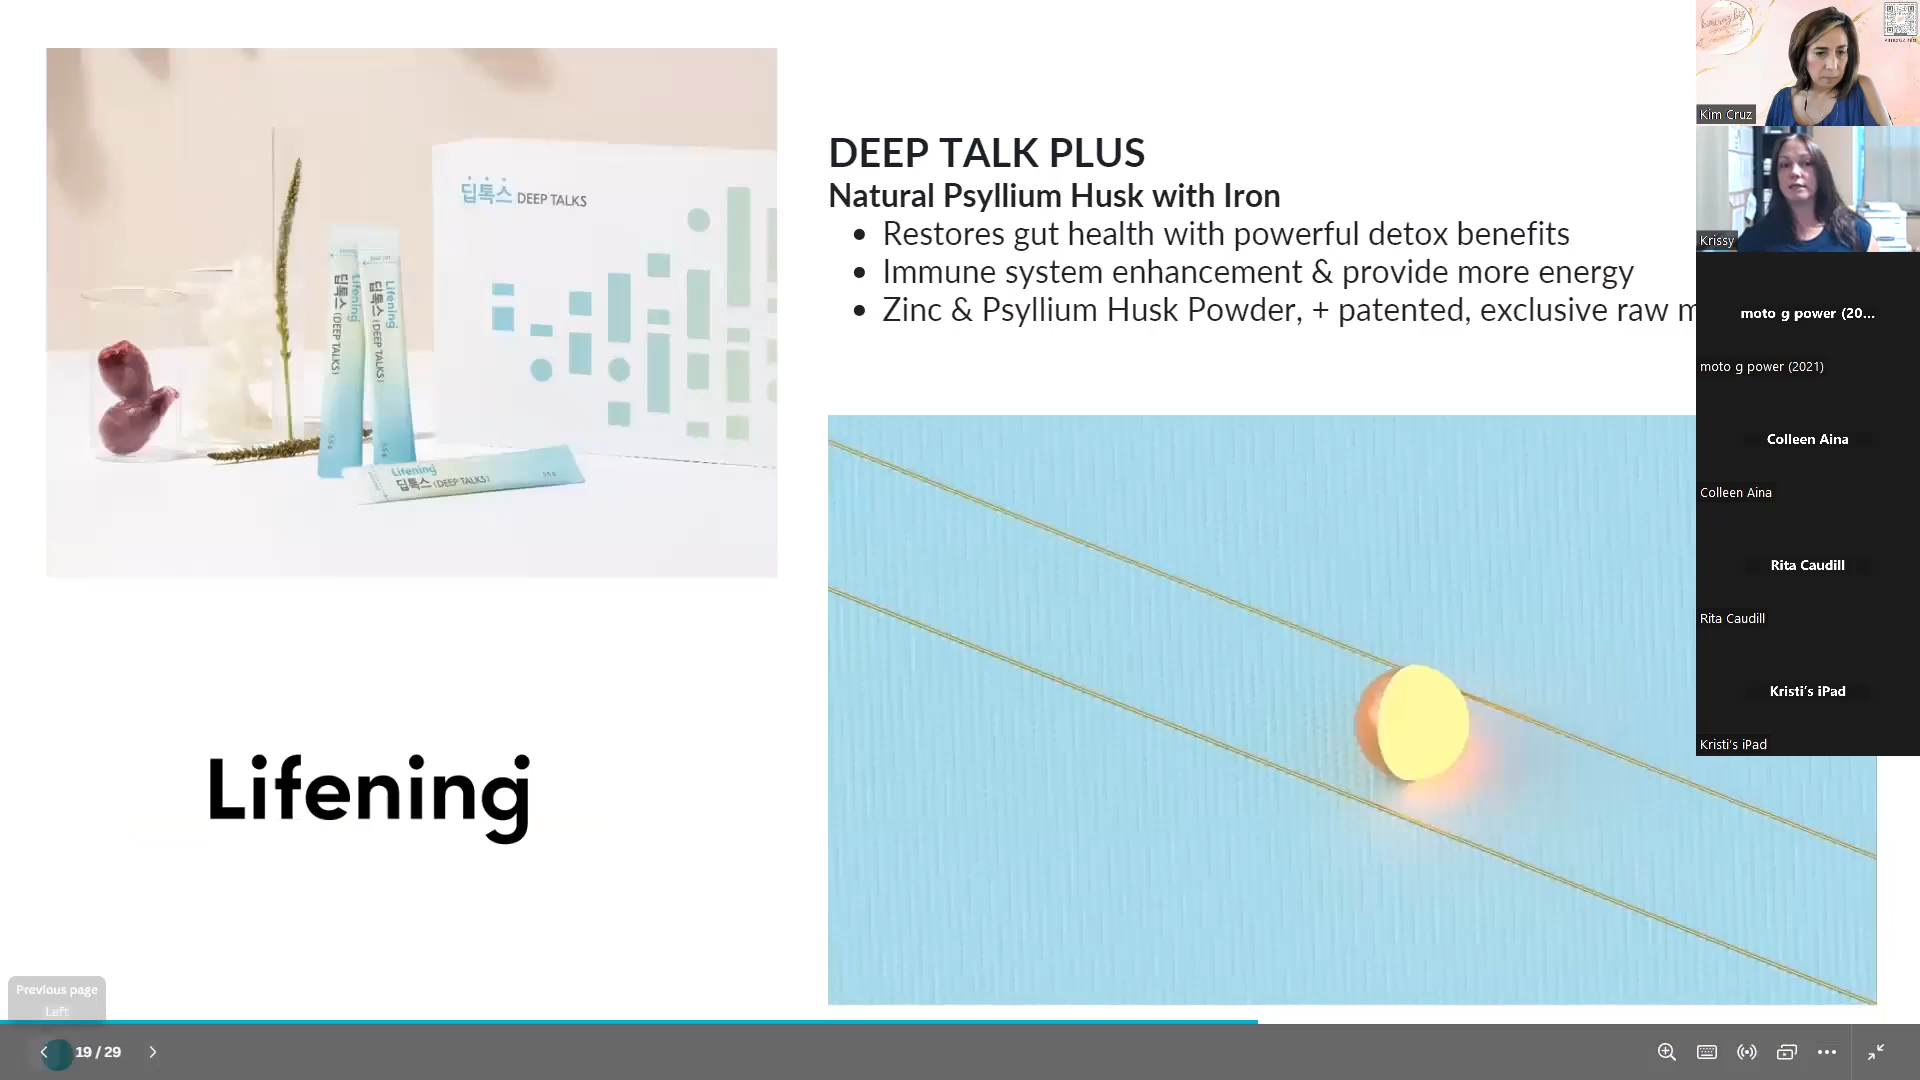 딥톡스 DEEP TALKS
Lifening
딥톡스 (DEEP TALKS)
Lifening
딥톡스 (DEEP TALKS)
Lifening
딥톡스 (DEEP TALKS)
DEEP TALK PLUS
Natural Psyllium Husk with Iron
• Restores gut health with powerful detox benefits
• Immune system enhancement & provide more energy
• Zinc & Psyllium Husk Powder, + patented, exclusive raw m
Lifening
Kim Cruz
Krissy
moto g power (20...
moto g power (2021)
Colleen Aina
Colleen Aina
Rita Caudill
Rita Caudill
Kristi's iPad
Kristi's iPad
Previous page
Left
19 / 29